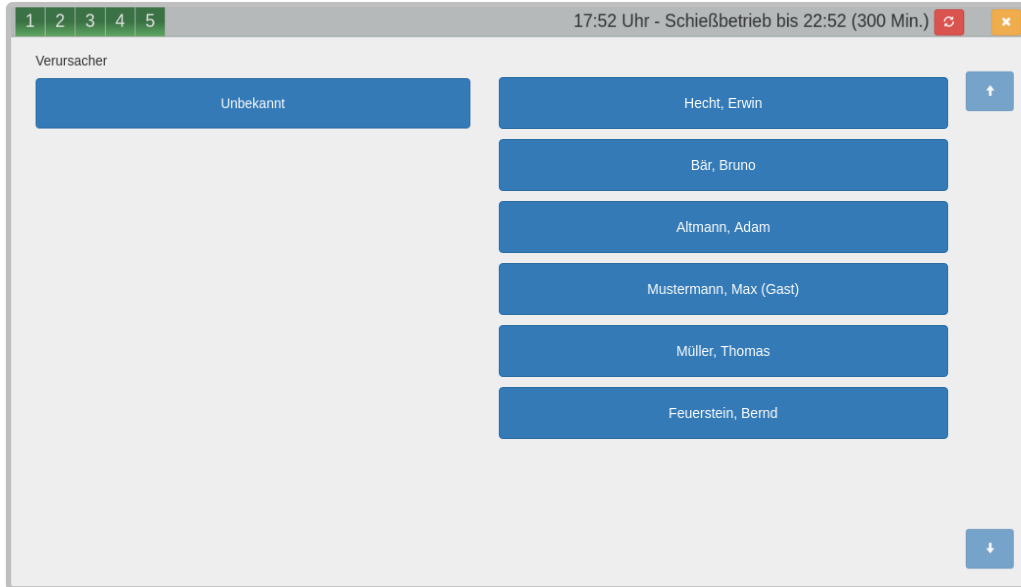 1 2 3 4 5 17:52 Uhr - Schießbetrieb bis 22:52 (300 Min.)
Verursacher
Unbekannt
Hecht, Erwin
Bär, Bruno
Altmann, Adam
Mustermann, Max (Gast)
Müller, Thomas
Feuerstein, Bernd